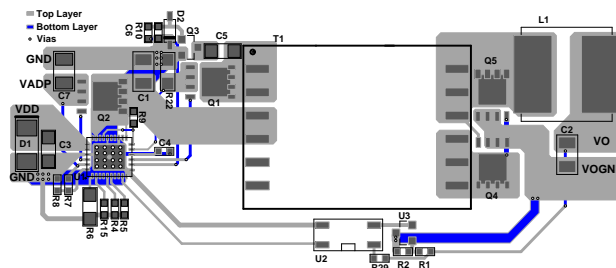 Top Layer
Bottom Layer
Vias
GND
VADP
VDD
GND
D1
C3
C7
Q2
C1
C6
R10
D2
Q3
C5
T1
Q1
R22
R9
C4
R8
R7
R6
R15
R4
R5
U2
U3
R29
R2
R1
Q5
Q4
L1
C2
VO
VOGN